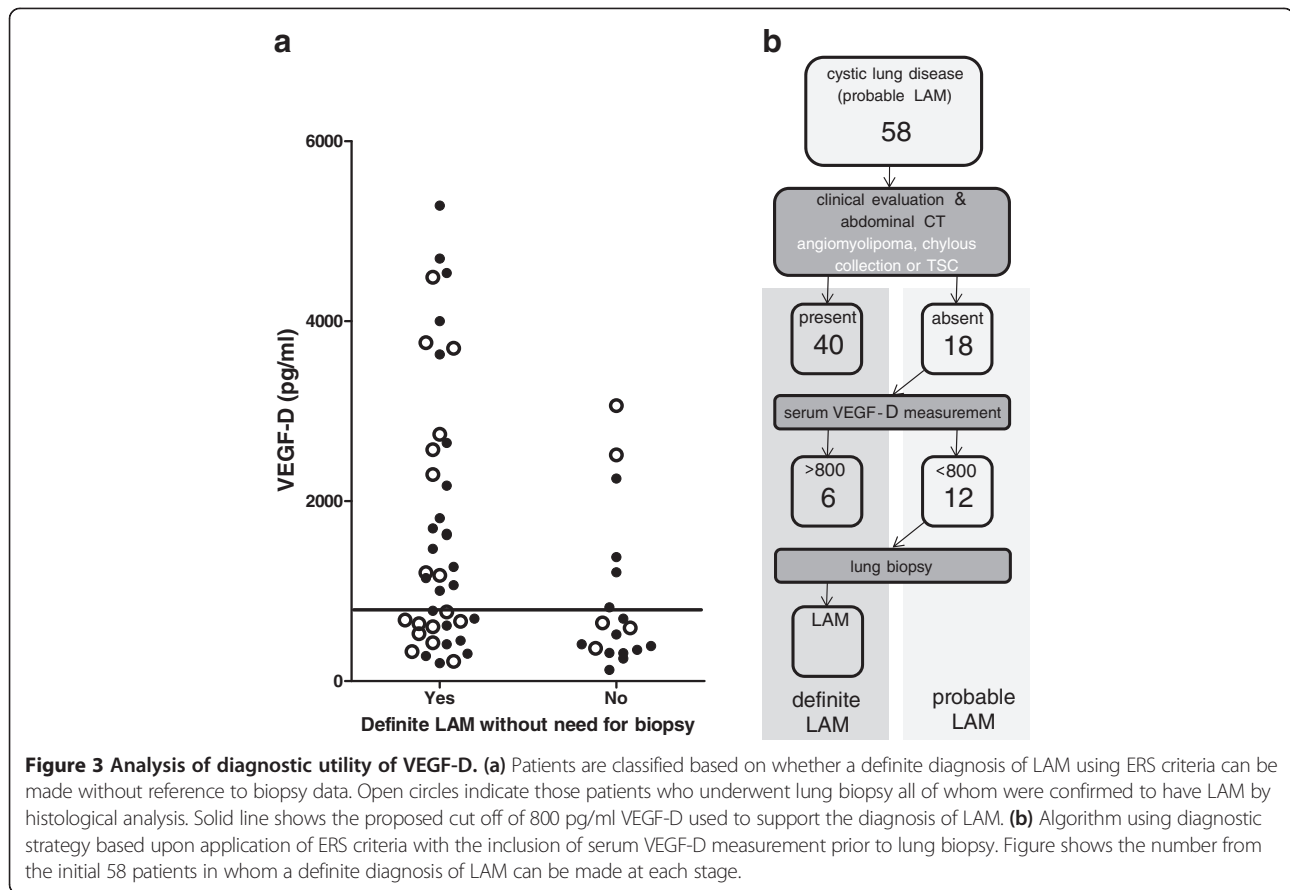 a
VEGF-D (pg/ml)
6000
4000
2000
0
Yes
No
Definite LAM without need for biopsy
b
cystic lung disease
(probable LAM)
58
clinical evaluation &
abdominal CT
angiomyolipoma, chylous
collection or TSC
present
40
absent
18
serum VEGF-D measurement
>800
6
<800
12
lung biopsy
LAM
definite
LAM
probable
LAM
Figure 3 Analysis of diagnostic utility of VEGF-D. (a) Patients are classified based on whether a definite diagnosis of LAM using ERS criteria can be
made without reference to biopsy data. Open circles indicate those patients who underwent lung biopsy all of whom were confirmed to have LAM by
histological analysis. Solid line shows the proposed cut off of 800 pg/ml VEGF-D used to support the diagnosis of LAM. (b) Algorithm using diagnostic
strategy based upon application of ERS criteria with the inclusion of serum VEGF-D measurement prior to lung biopsy. Figure shows the number from
the initial 58 patients in whom a definite diagnosis of LAM can be made at each stage.